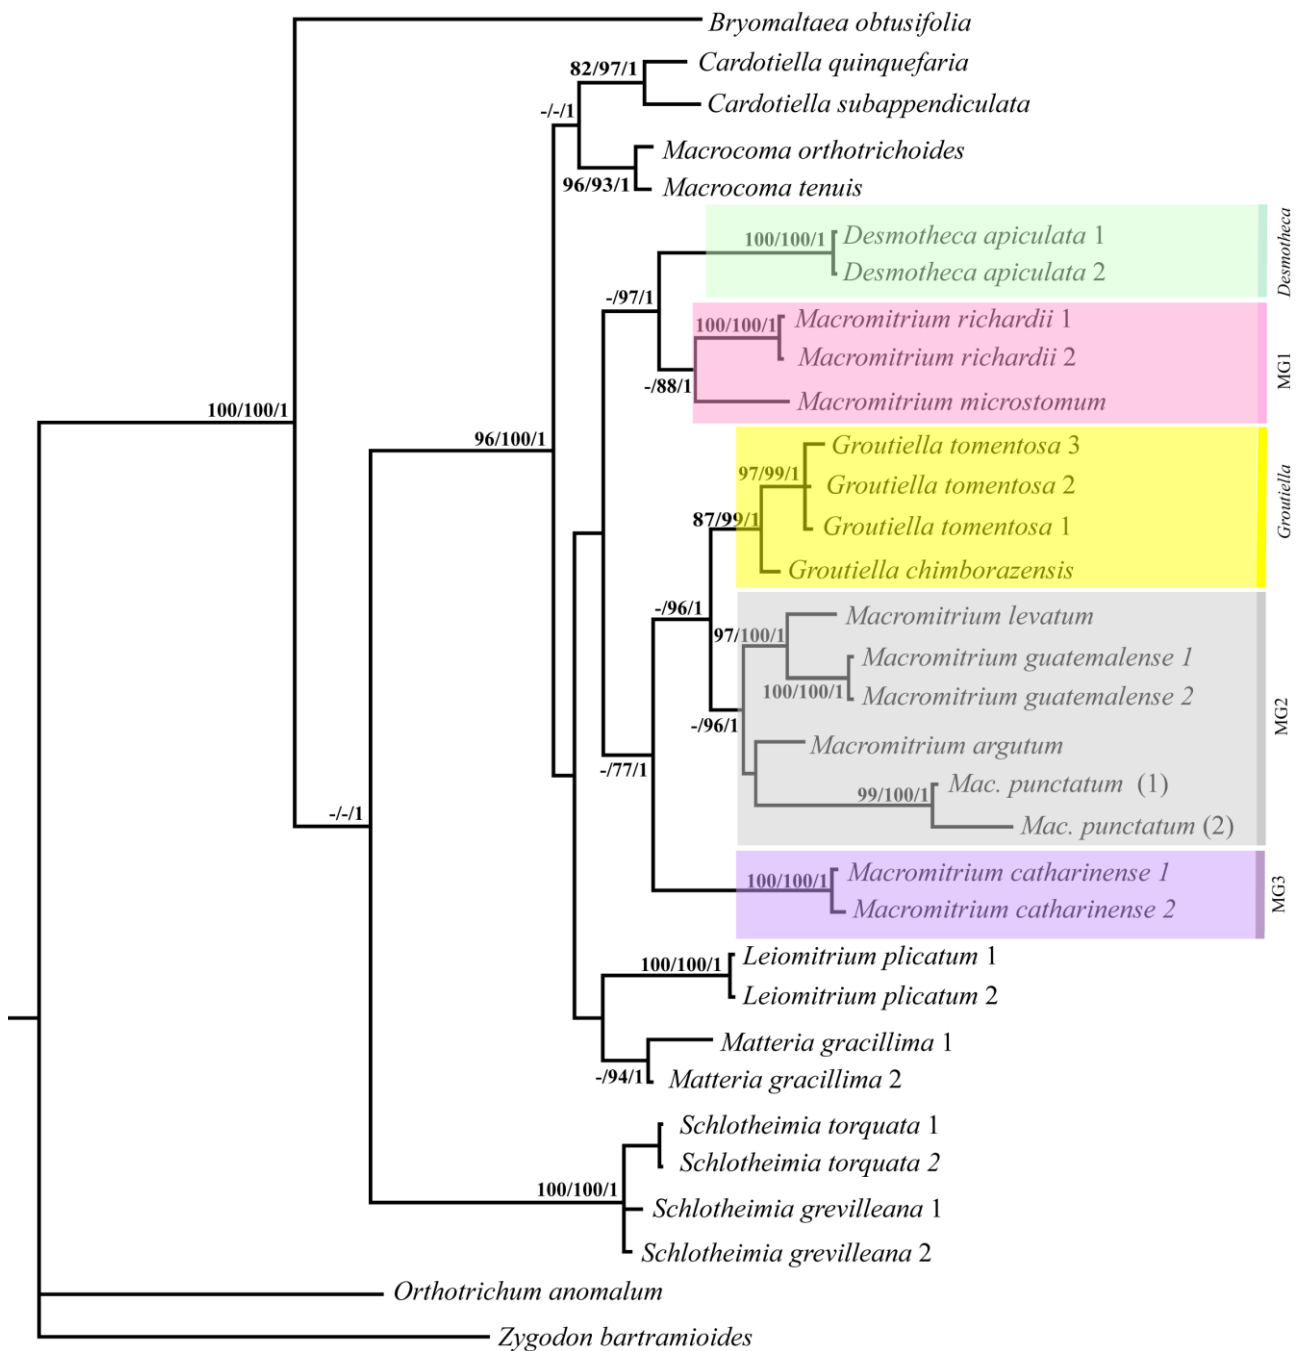 Bryomaltaea obtusifolia
82/97/1
Cardotiella quinquefaria
Cardotiella subappendiculata
-/-/1
Macrocoma orthotrichoides
96/93/1
Macrocoma tenuis
100/100/1
Desmotheca apiculata 1
Desmotheca apiculata 2
Desmotheca
-/97/1
100/100/1
Macromitrium richardii 1
Macromitrium richardii 2
-/88/1
Macromitrium microstomum
MG1
100/100/1
96/100/1
Groutiella tomentosa 3
97/99/1
Groutiella tomentosa 2
87/99/1
Groutiella tomentosa 1
Groutiella chimborazensis
Groutiella
-/96/1
Macromitrium levatum
97/100/1
Macromitrium guatemalense 1
100/100/1
Macromitrium guatemalense 2
-/96/1
Macromitrium argutum
-/77/1
Mac. punctatum (1)
99/100/1
Mac. punctatum (2)
MG2
-/-/1
Macromitrium catharinense 1
100/100/1
Macromitrium catharinense 2
MG3
Leiomitrium plicatum 1
100/100/1
Leiomitrium plicatum 2
Matteria gracillima 1
-/94/1
Matteria gracillima 2
Schlotheimia torquata 1
Schlotheimia torquata 2
100/100/1
Schlotheimia grevilleana 1
Schlotheimia grevilleana 2
Orthotrichum anomalum
Zygodon bartramioides